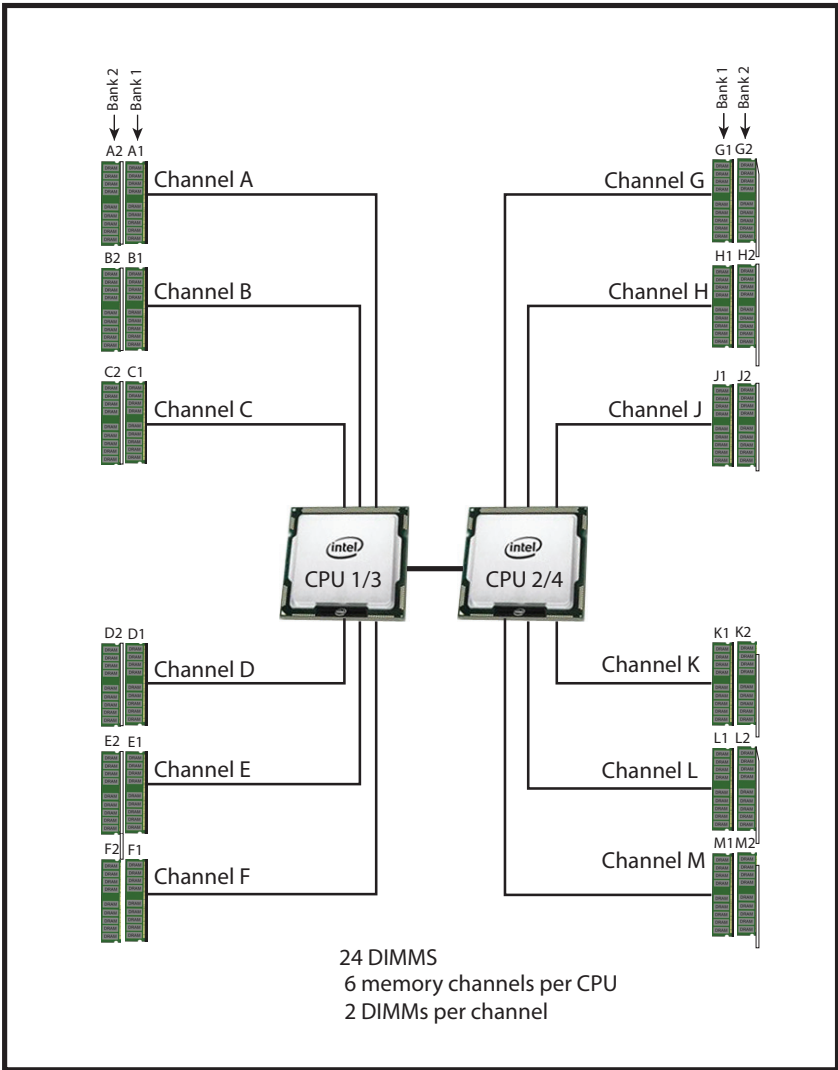 Bank 2
Bank 1
Bank 1
Bank 2
A2 A1
Channel A
Channel G
G1 G2
B2 B1
Channel B
Channel H
H1 H2
C2 C1
Channel C
Channel J
J1 J2
intel
CPU 1/3
intel
CPU 2/4
D2 D1
Channel D
Channel K
K1 K2
E2 E1
Channel E
Channel L
L1 L2
F2 F1
Channel F
Channel M
M1 M2
24 DIMMS
6 memory channels per CPU
2 DIMMs per channel